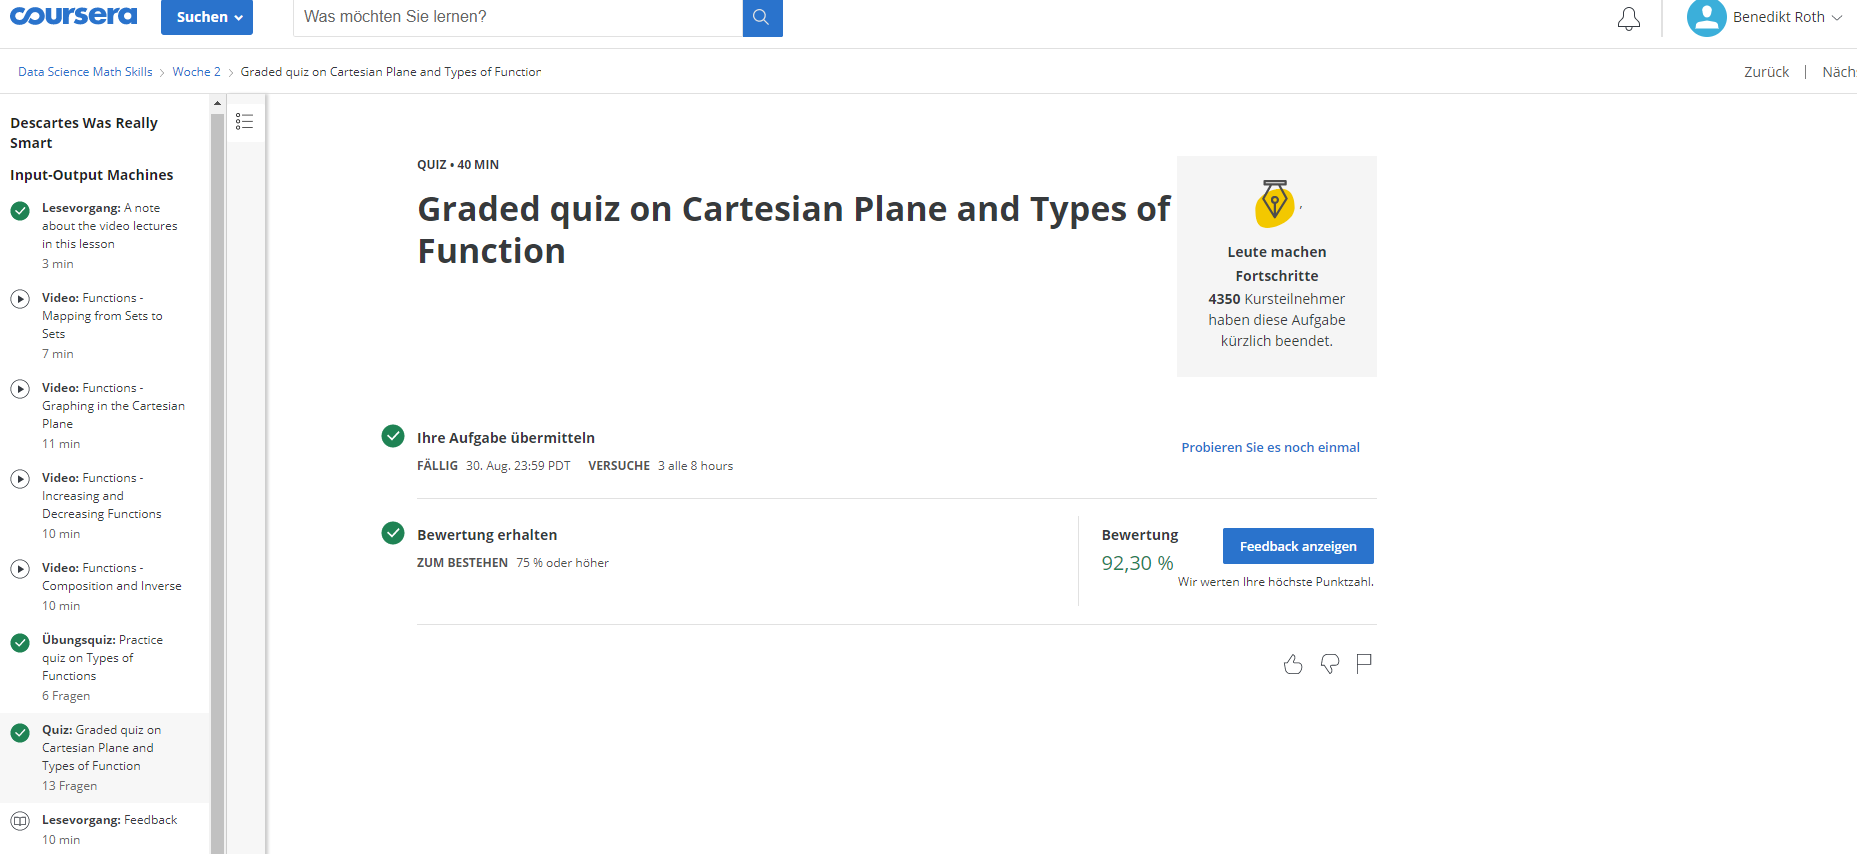 coursera
Suchen
Was möchten Sie lernen?
Benedikt Roth
Data Science Math Skills
Woche 2
Graded quiz on Cartesian Plane and Types of Function
Zurück
Näch
Descartes Was Really
Smart
Input-Output Machines
Lesevorgang: A note
about the video lectures
in this lesson
3 min
Video: Functions -
Mapping from Sets to
Sets
7 min
Video: Functions -
Graphing in the Cartesian
Plane
11 min
Video: Functions -
Increasing and
Decreasing Functions
10 min
Video: Functions -
Composition and Inverse
10 min
Übungsquiz: Practice
quiz on Types of
Functions
6 Fragen
Quiz: Graded quiz on
Cartesian Plane and
Types of Function
13 Fragen
Lesevorgang: Feedback
10 min
QUIZ • 40 MIN
Graded quiz on Cartesian Plane and Types of
Function
,
Leute machen
Fortschritte
4350 Kursteilnehmer
haben diese Aufgabe
kürzlich beendet.
Ihre Aufgabe übermitteln
FÄLLIG 30. Aug. 23:59 PDT VERSUCHE 3 alle 8 hours
Probieren Sie es noch einmal
Bewertung erhalten
ZUM BESTEHEN 75 % oder höher
Bewertung
92,30 %
Feedback anzeigen
Wir werten Ihre höchste Punktzahl.